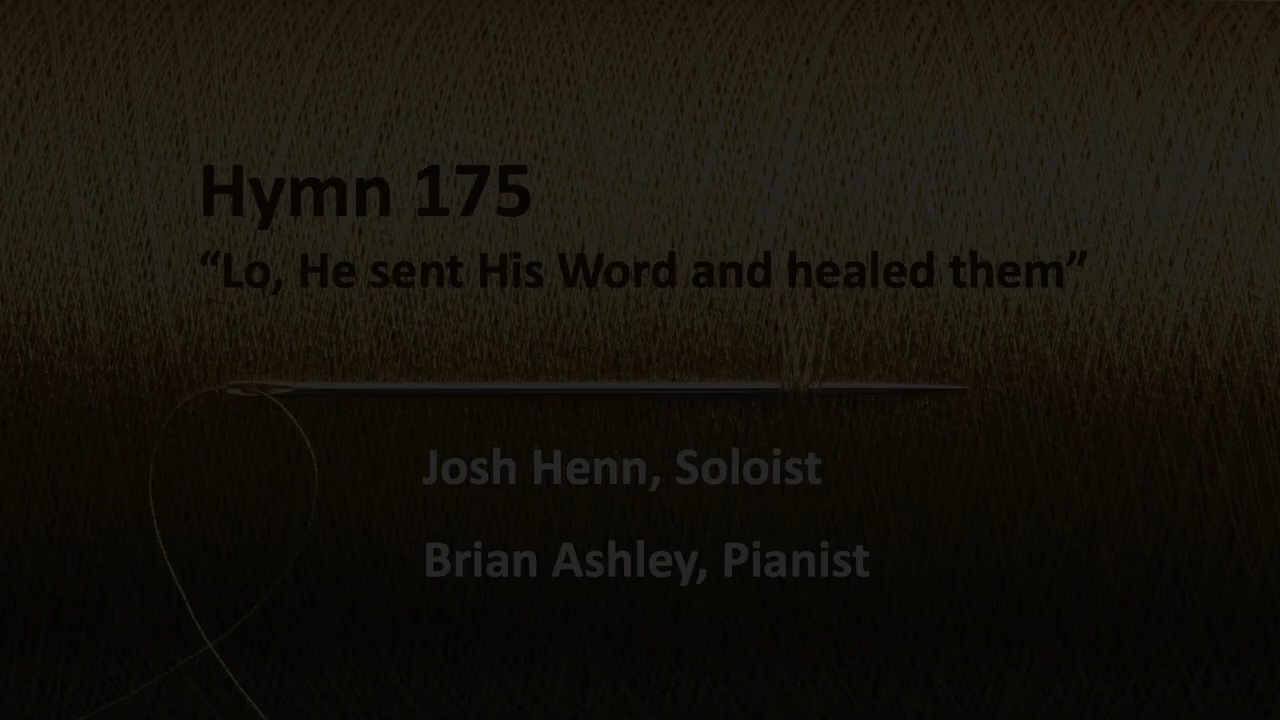 Hymn 175
“Lo, He sent His Word and healed them”
Josh Henn, Soloist
Brian Ashley, Pianist